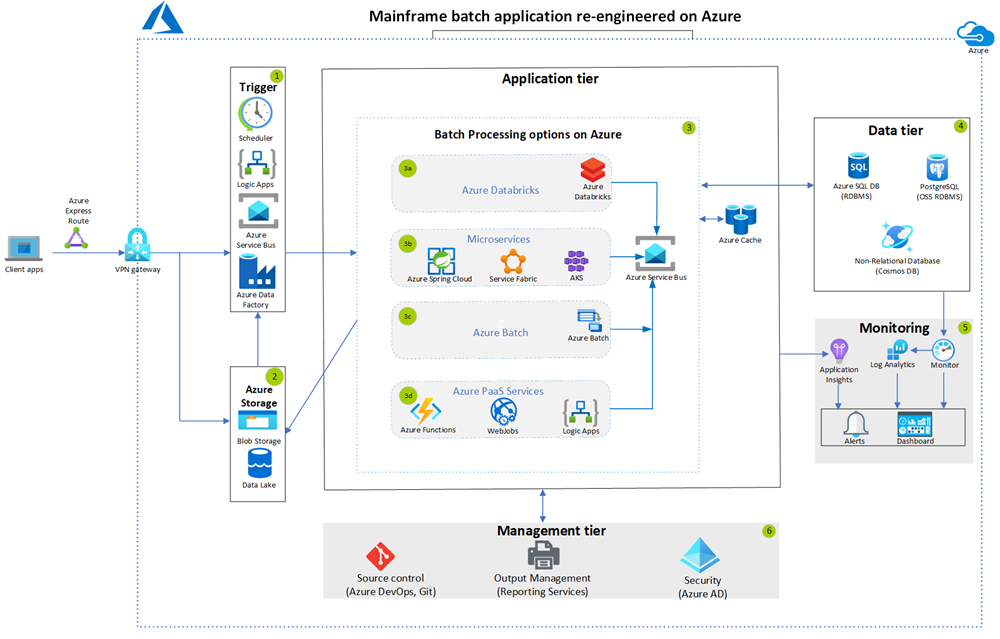 Mainframe batch application re-engineered on Azure
Azure
Azure
Express
Route
Client apps
VPN gateway
1
Trigger
Scheduler
Logic Apps
Azure
Service Bus
Azure Data
Factory
2
Azure
Storage
Blob Storage
Data Lake
Application tier
3
Batch Processing options on Azure
3a
Azure Databricks
Azure
Databricks
3b
Microservices
Azure Spring Cloud
Service Fabric
AKS
3c
Azure Batch
Azure Batch
3d
Azure PaaS Services
Azure Functions
WebJobs
Logic Apps
Azure Service Bus
Azure Cache
4
Data tier
SQL
Azure SQL DB
(RDBMS)
PostgreSQL
(OSS RDBMS)
Non-Relational Database
(Cosmos DB)
5
Monitoring
Application
Insights
Log Analytics
Monitor
Alerts
Dashboard
6
Management tier
Source control
(Azure DevOps, Git)
Output Management
(Reporting Services)
Security
(Azure AD)